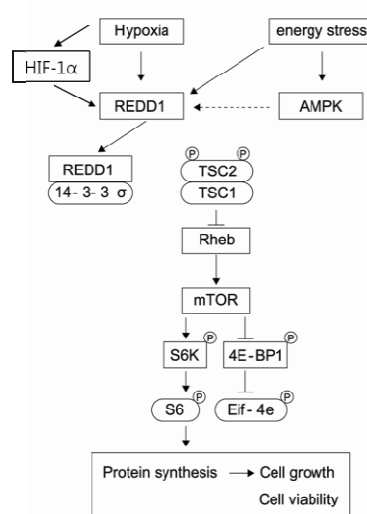 Hypoxia
energy stress
HIF-1α
REDD1
AMPK
REDD1
14-3-3 σ
P P
TSC2
TSC1
Rheb
mTOR
P P
S6K 4E-BP1
P P
S6 Eif-4e
Protein synthesis Cell growth
Cell viability